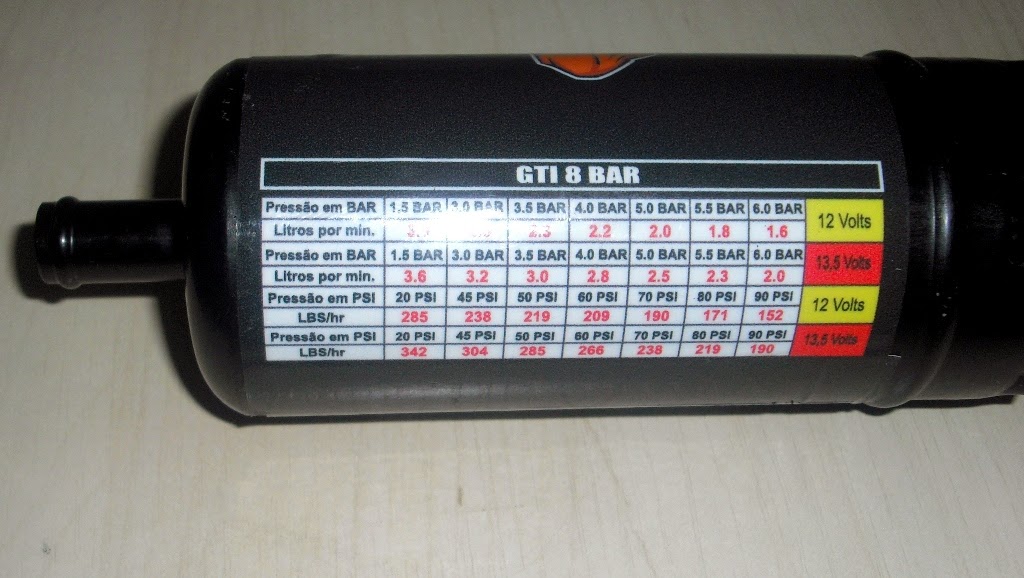 GTI 8 BAR
Pressão em BAR 1.5 BAR 3.0 BAR 3.5 BAR 4.0 BAR 5.0 BAR 5.5 BAR 6.0 BAR 12 Volts
Litros por min. 2.3 2.2 2.0 1.8 1.6
Pressão em BAR 1.5 BAR 3.0 BAR 3.5 BAR 4.0 BAR 5.0 BAR 5.5 BAR 6.0 BAR 13,5 Volts
Litros por min. 3.6 3.2 3.0 2.8 2.5 2.3 2.0
Pressão em PSI 20 PSI 45 PSI 50 PSI 60 PSI 70 PSI 80 PSI 90 PSI 12 Volts
LBS/hr 285 238 219 209 190 171 152
Pressão em PSI 20 PSI 45 PSI 50 PSI 60 PSI 70 PSI 80 PSI 90 PSI 13,5 Volts
LBS/hr 342 304 285 266 238 219 190